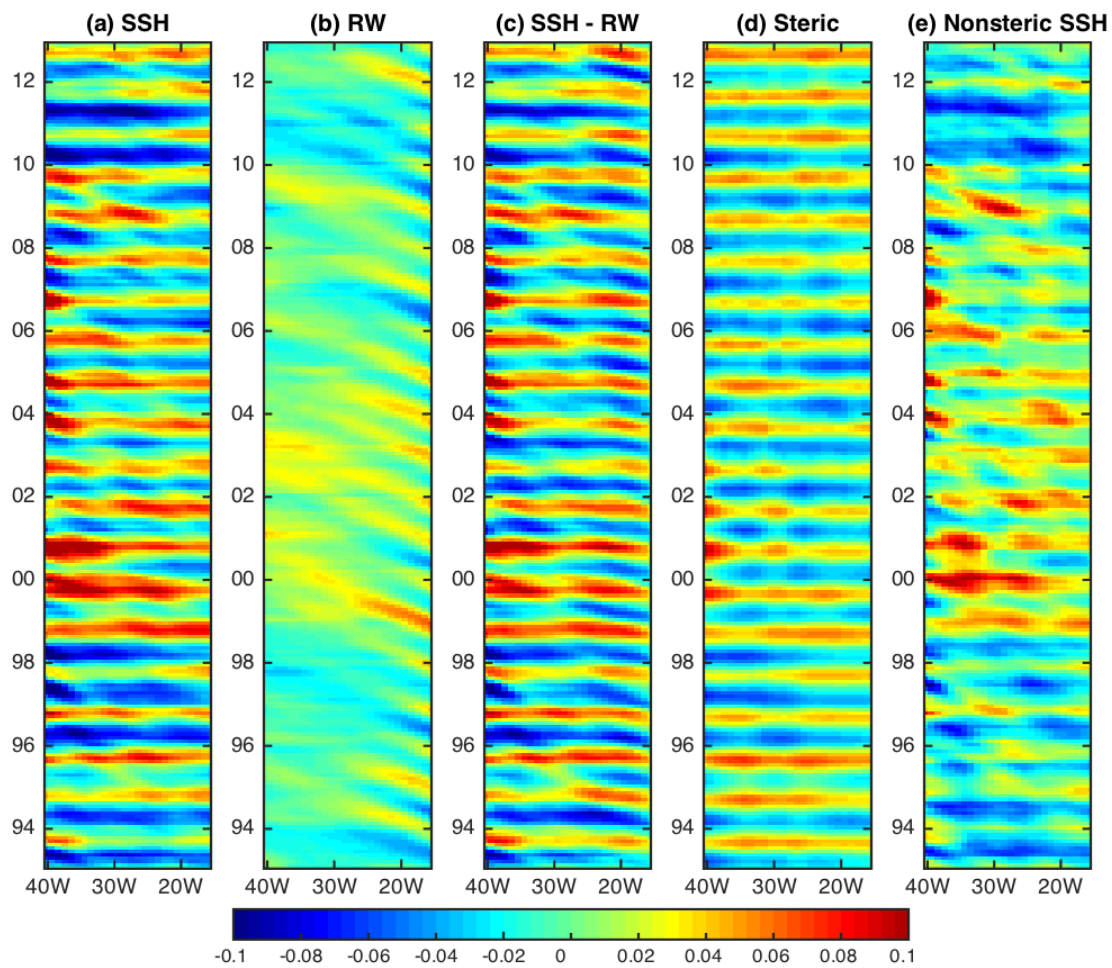 (a) SSH (b) RW (c) SSH - RW (d) Steric (e) Nonsteric SSH
12 12 12 12 12
10 10 10 10 10
08 08 08 08 08
06 06 06 06 06
04 04 04 04 04
02 02 02 02 02
00 00 00 00 00
98 98 98 98 98
96 96 96 96 96
94 94 94 94 94
40W 30W 20W 40W 30W 20W 40W 30W 20W 40W 30W 20W 40W 30W 20W
-0.1 -0.08 -0.06 -0.04 -0.02 0 0.02 0.04 0.06 0.08 0.1